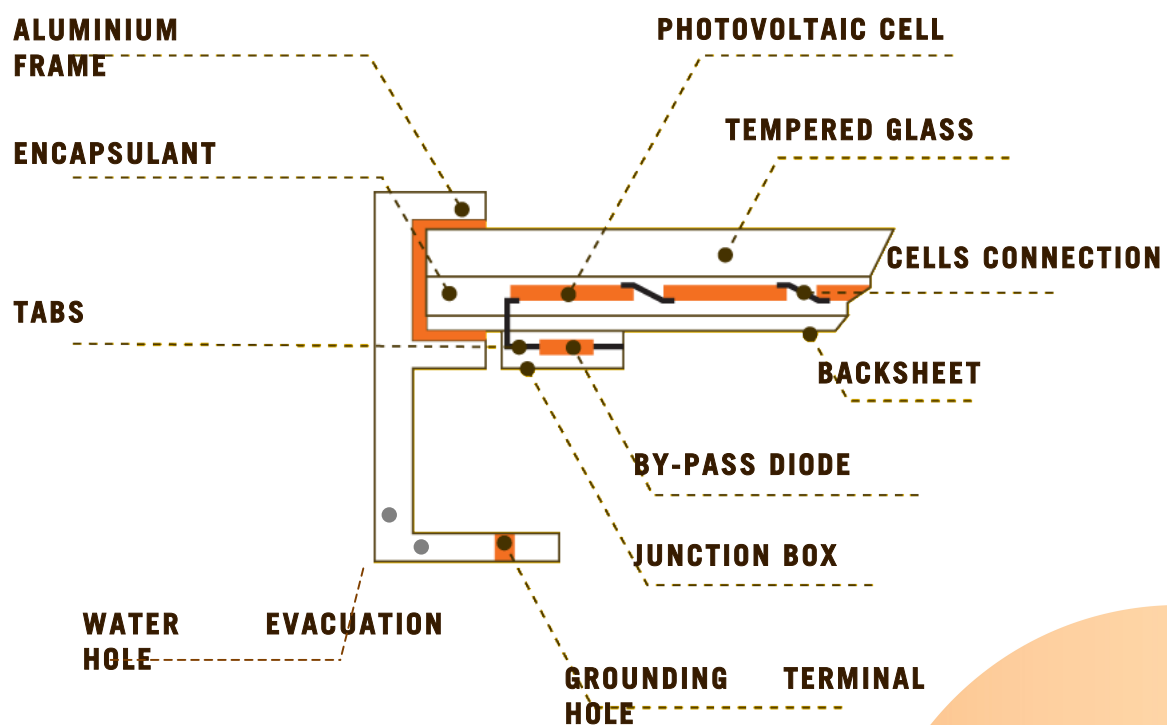 ALUMINIUM
FRAME
PHOTOVOLTAIC CELL
TEMPERED GLASS
ENCAPSULANT
CELLS CONNECTION
TABS
BACKSHEET
BY-PASS DIODE
JUNCTION BOX
WATER EVACUATION
HOLE
GROUNDING TERMINAL
HOLE